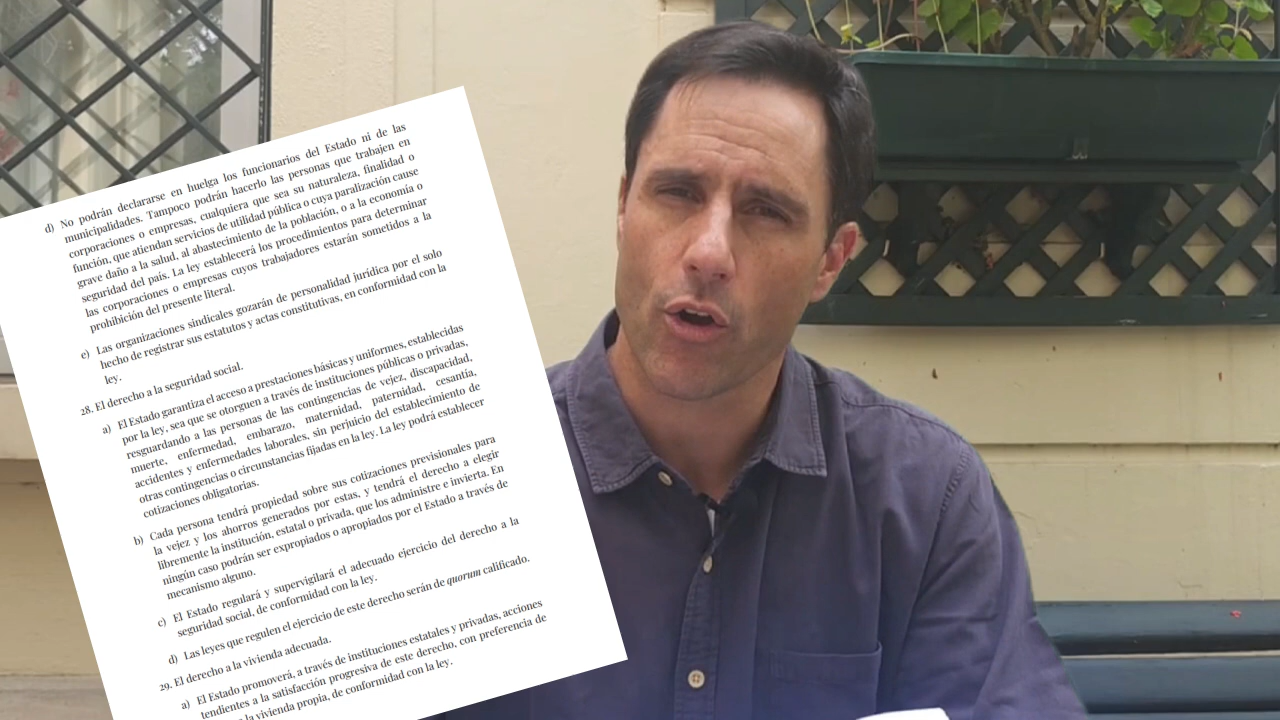 d) No podrán declararse en huelga los funcionarios del Estado ni de las
municipalidades. Tampoco podrán hacerlo las personas que trabajen en
corporaciones o empresas, cualquiera que sea su naturaleza, finalidad o
función, que atiendan servicios de utilidad pública o cuya paralización cause
grave daño a la salud, al abastecimiento de la población, o a la economía o
seguridad del país. La ley establecerá los procedimientos para determinar
las corporaciones o empresas cuyos trabajadores estarán sometidos a la
prohibición del presente literal.
e) Las organizaciones sindicales gozarán de personalidad jurídica por el solo
hecho de registrar sus estatutos y actas constitutivas, en conformidad con la
ley.
28. El derecho a la seguridad social.
a) El Estado garantiza el acceso a prestaciones básicas y uniformes, establecidas
por la ley, sea que se otorguen a través de instituciones públicas o privadas,
resguardando a las personas de las contingencias de vejez, discapacidad,
muerte, enfermedad, embarazo, maternidad, paternidad, cesantía,
accidentes y enfermedades laborales, sin perjuicio del establecimiento de
otras contingencias o circunstancias fijadas en la ley. La ley podrá establecer
cotizaciones obligatorias.
b) Cada persona tendrá propiedad sobre sus cotizaciones previsionales para
la vejez y los ahorros generados por estas, y tendrá el derecho a elegir
libremente la institución, estatal o privada, que los administre e invierta. En
ningún caso podrán ser expropiados o apropiados por el Estado a través de
mecanismo alguno.
c) El Estado regulará y supervigilará el adecuado ejercicio del derecho a la
seguridad social, de conformidad con la ley.
d) Las leyes que regulen el ejercicio de este derecho serán de quorum calificado.
29. El derecho a la vivienda adecuada.
a) El Estado promoverá, a través de instituciones estatales y privadas, acciones
tendientes a la satisfacción progresiva de este derecho, con preferencia de
la vivienda propia, de conformidad con la ley.